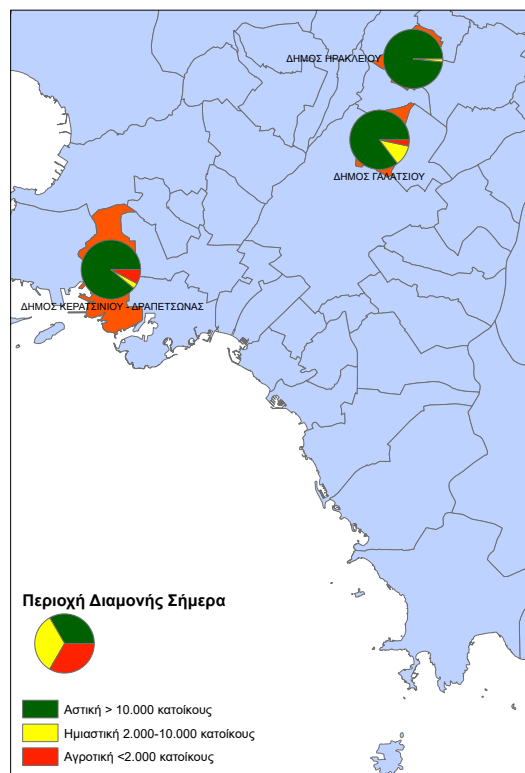 ΔΗΜΟΣ ΗΡΑΚΛΕΙΟΥ
ΔΗΜΟΣ ΓΑΛΑΤΣΙΟΥ
ΔΗΜΟΣ ΚΕΡΑΤΣΙΝΙΟΥ - ΔΡΑΠΕΤΣΩΝΑΣ
Περιοχή Διαμονής Σήμερα
Αστική > 10.000 κατοίκους
Ημιαστική 2.000-10.000 κατοίκους
Αγροτική <2.000 κατοίκους